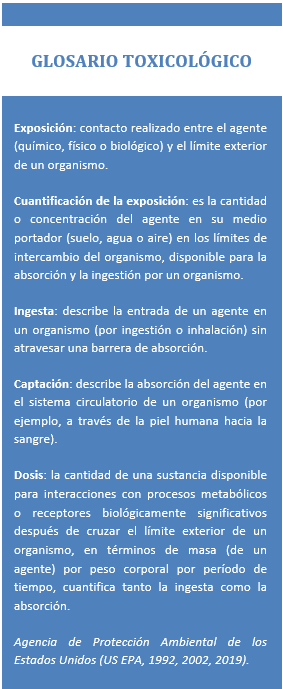 GLOSARIO TOXICOLÓGICO
Exposición: contacto realizado entre el agente
(químico, físico o biológico) y el límite exterior
de un organismo.
Cuantificación de la exposición: es la cantidad
o concentración del agente en su medio
portador (suelo, agua o aire) en los límites de
intercambio del organismo, disponible para la
absorción y la ingestión por un organismo.
Ingesta: describe la entrada de un agente en
un organismo (por ingestión o inhalación) sin
atravesar una barrera de absorción.
Captación: describe la absorción del agente en
el sistema circulatorio de un organismo (por
ejemplo, a través de la piel humana hacia la
sangre).
Dosis: la cantidad de una sustancia disponible
para interacciones con procesos metabólicos
o receptores biológicamente significativos
después de cruzar el límite exterior de un
organismo, en términos de masa (de un
agente) por peso corporal por período de
tiempo, cuantifica tanto la ingesta como la
absorción.
Agencia de Protección Ambiental de los
Estados Unidos (US EPA, 1992, 2002, 2019).